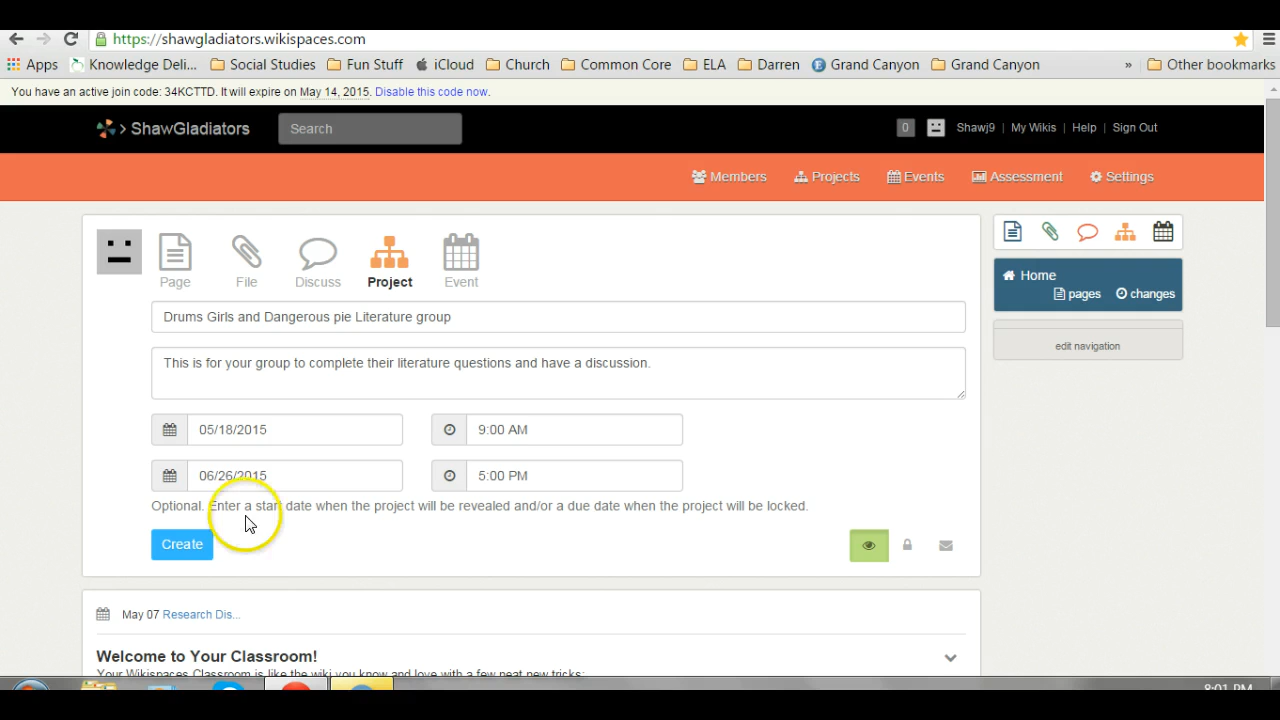 https://shawgladiators.wikispaces.com
Apps Knowledge Deli... Social Studies Fun Stuff iCloud Church Common Core ELA Darren Grand Canyon Grand Canyon » Other bookmarks
You have an active join code: 34KCTTD. It will expire on May 14, 2015. Disable this code now.
> ShawGladiators Search 0 Shawj9 | My Wikis | Help | Sign Out
Members Projects Events Assessment Settings
Page File Discuss Project Event
Home
pages changes
edit navigation
Drums Girls and Dangerous pie Literature group
This is for your group to complete their literature questions and have a discussion.
05/18/2015 9:00 AM
06/26/2015 5:00 PM
Optional. Enter a start date when the project will be revealed and/or a due date when the project will be locked.
Create
May 07 Research Dis...
Welcome to Your Classroom!
Your Wikispaces Classroom is like the wiki you know and love with a few neat new tricks:
8:01 PM